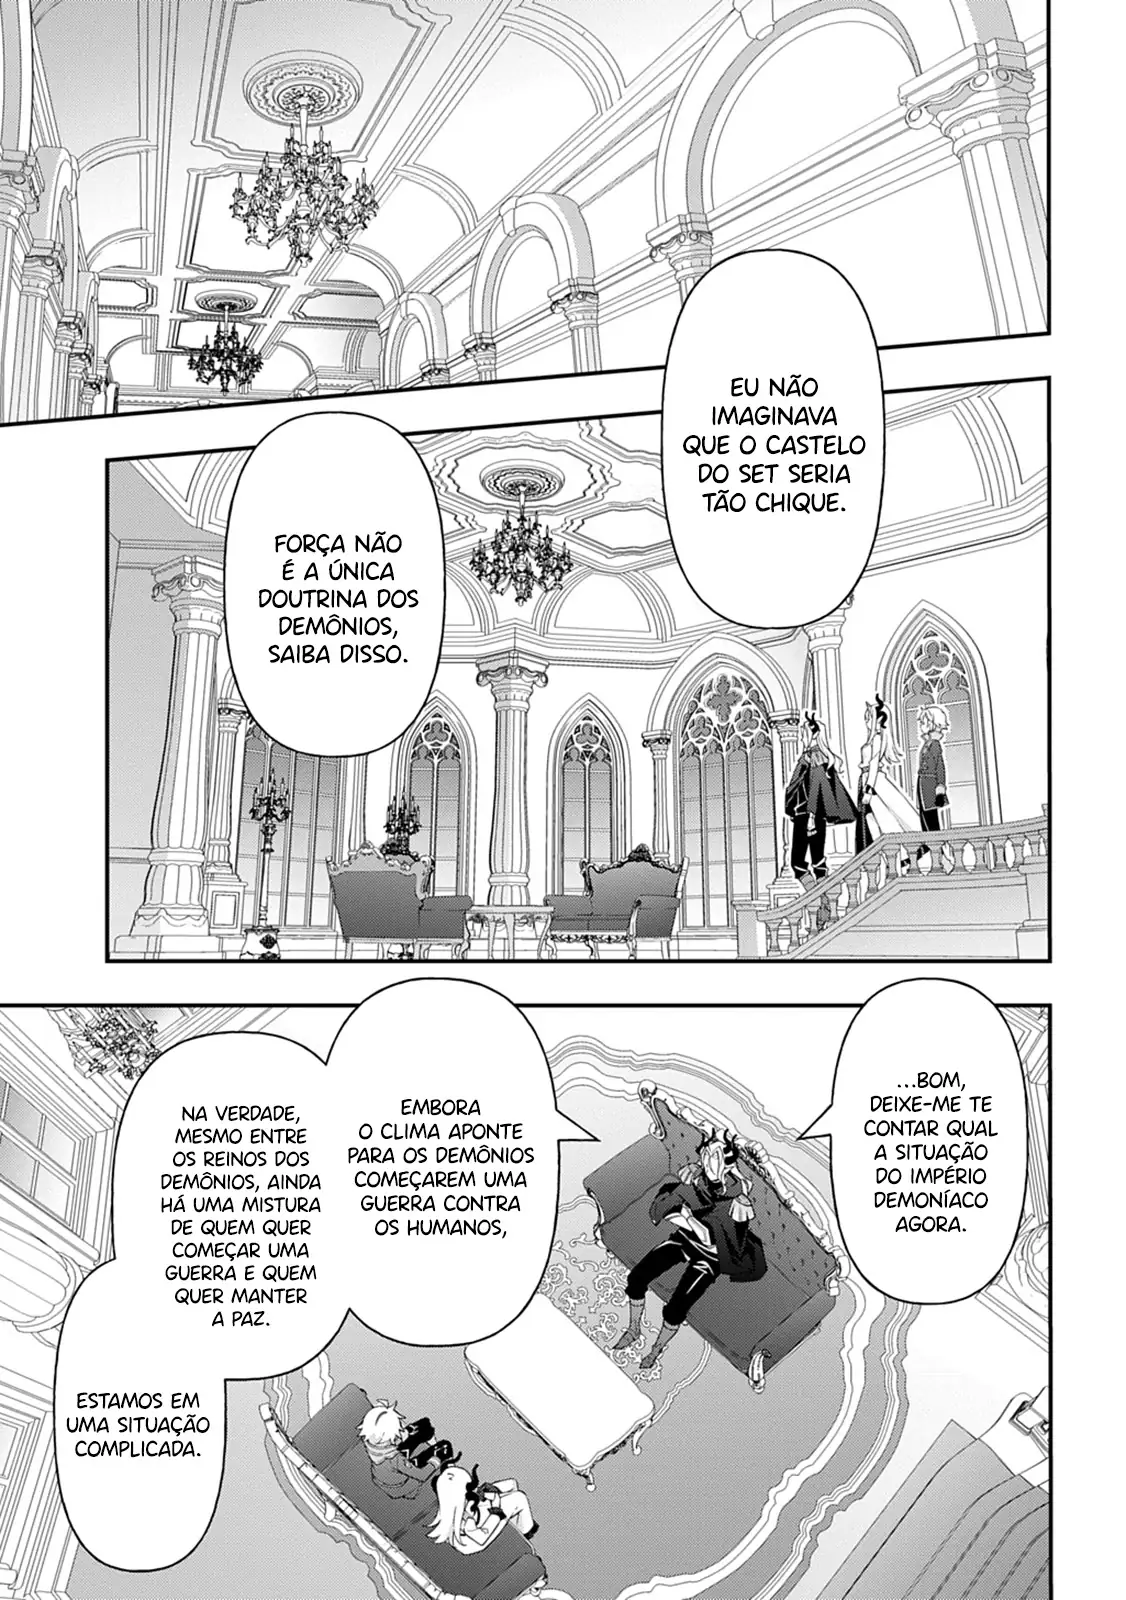 EU NÃO
IMAGINAVA
QUE O CASTELO
DO SET SERIA
TÃO CHIQUE.
FORÇA NÃO
É A ÚNICA
DOUTRINA DOS
DEMÔNIOS,
SAIBA DISSO.
...BOM,
DEIXE-ME TE
CONTAR QUAL
A SITUAÇÃO
DO IMPÉRIO
DEMONÍACO
AGORA.
EMBORA
O CLIMA APONTE
PARA OS DEMÔNIOS
COMEÇAREM UMA
GUERRA CONTRA
OS HUMANOS,
NA VERDADE,
MESMO ENTRE
OS REINOS DOS
DEMÔNIOS, AINDA
HÁ UMA MISTURA
DE QUEM QUER
COMEÇAR UMA
GUERRA E QUEM
QUER MANTER
A PAZ.
ESTAMOS EM
UMA SITUAÇÃO
COMPLICADA.